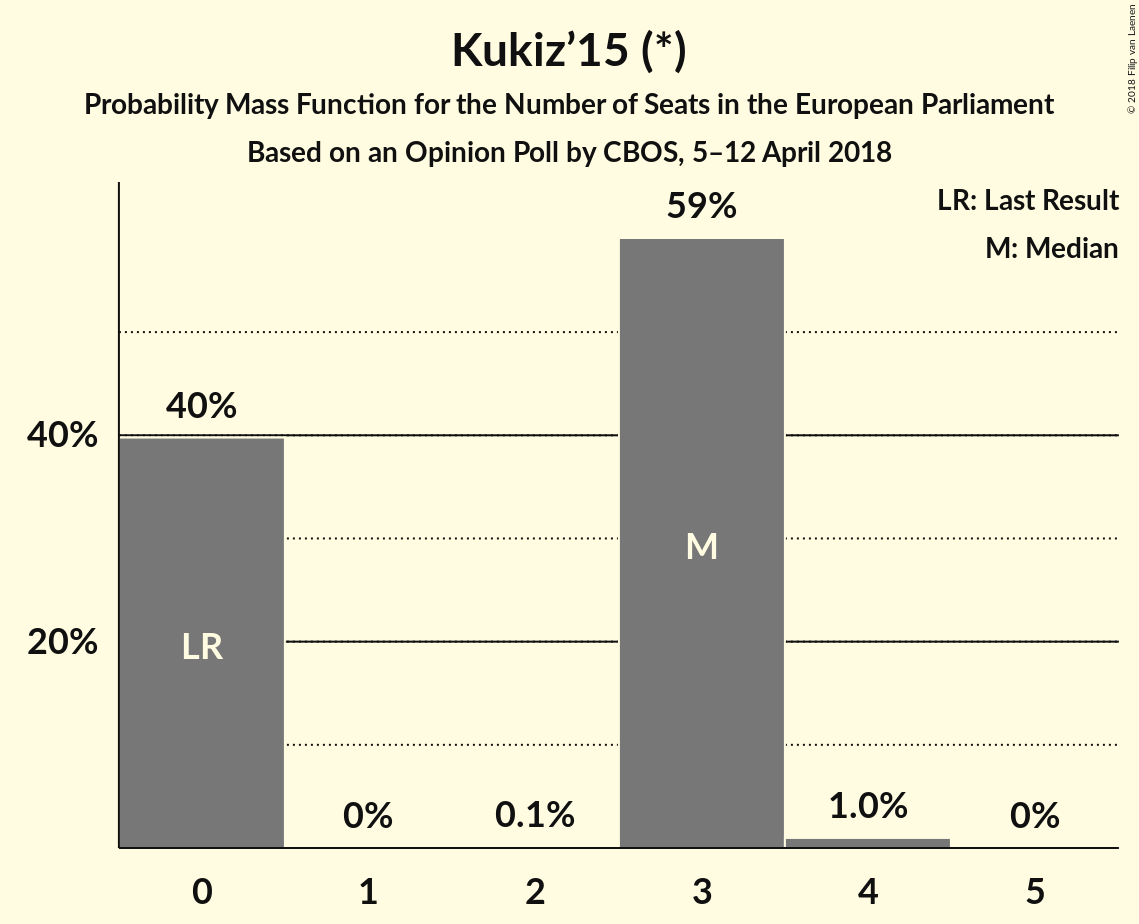 Kukiz’15 (*)
Probability Mass Function for the Number of Seats in the European Parliament
Based on an Opinion Poll by CBOS, 5–12 April 2018
© 2018 Filip van Laenen
LR: Last Result
M: Median
59%
40%
40%
M
20%
LR
0%
0.1%
1.0%
0%
0 1 2 3 4 5